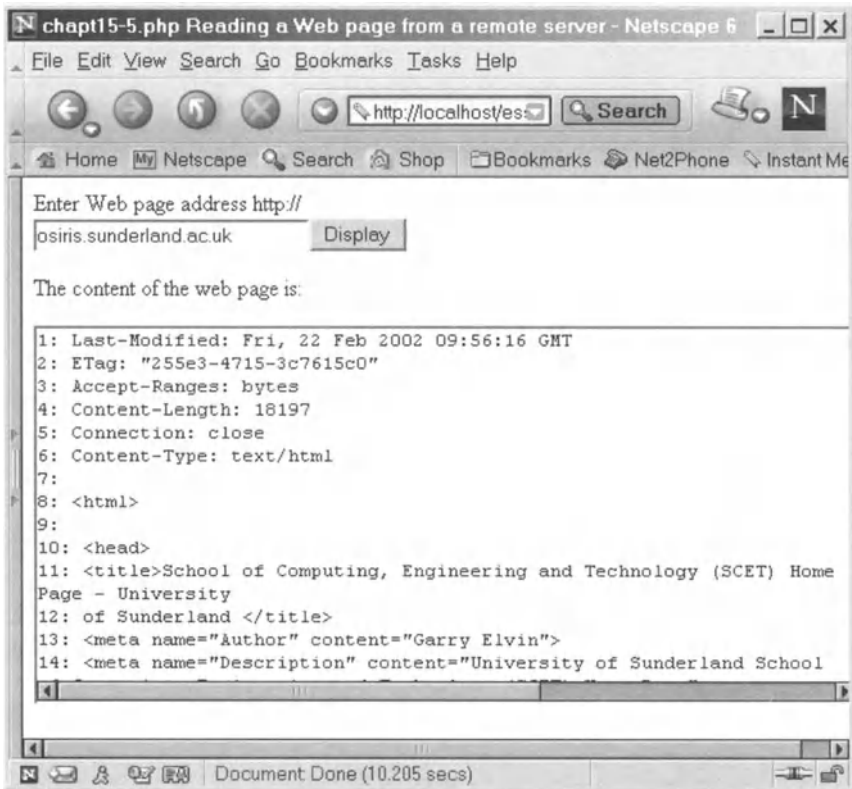 N chapt15-5.php Reading a Web page from a remote server - Netscape 6
File Edit View Search Go Bookmarks Tasks Help
http://localhost/es Search N
Home My Netscape Search Shop Bookmarks Net2Phone Instant Me
Enter Web page address http://
osiris.sunderland.ac.uk Display
The content of the web page is:
1: Last-Modified: Fri, 22 Feb 2002 09:56:16 GMT
2: ETag: "255e3-4715-3c7615c0"
3: Accept-Ranges: bytes
4: Content-Length: 18197
5: Connection: close
6: Content-Type: text/html
7:
8: <html>
9:
10: <head>
11: <title>School of Computing, Engineering and Technology (SCET) Home
Page - University
12: of Sunderland </title>
13: <meta name="Author" content="Garry Elvin">
14: <meta name="Description" content="University of Sunderland School
N Document: Done (10.205 secs)